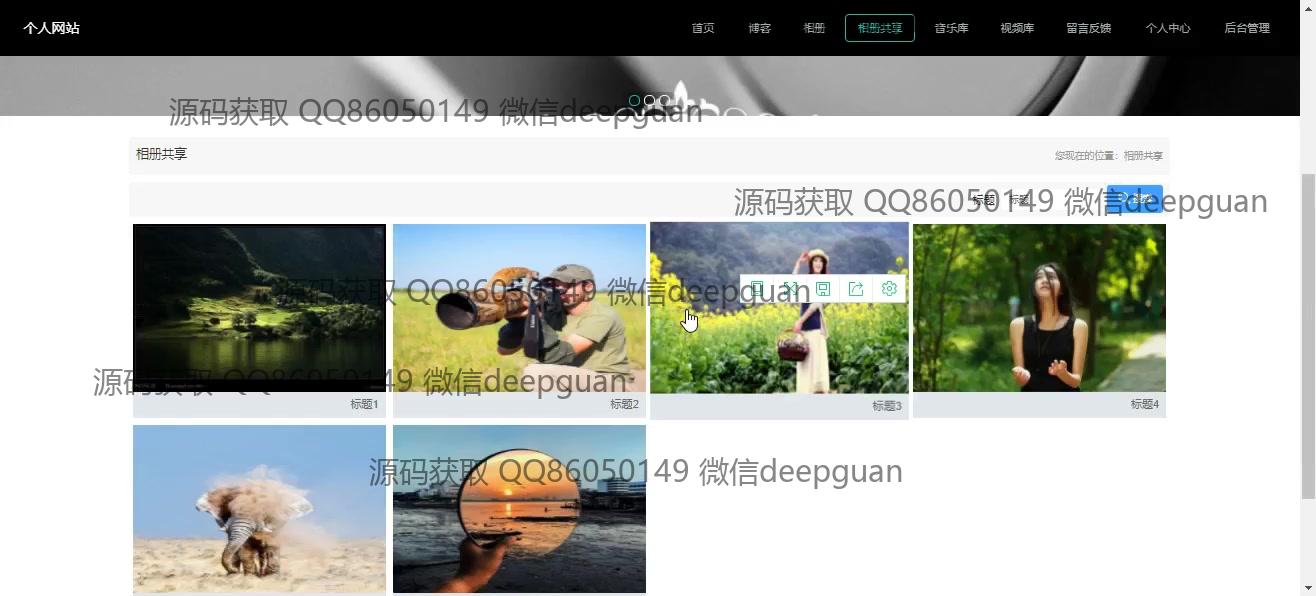 个人网站
首页 博客 相册 相册共享 音乐库 视频库 留言反馈 个人中心 后台管理
源码获取 QQ86050149 微信deepguan
相册共享
您现在的位置：相册共享
标题 标题
源码获取 QQ86050149 微信deepguan
源码获取 QQ86050149 微信deepguan
源码获取 QQ86050149 微信deepguan
标题1
标题2
标题3
标题4
源码获取 QQ86050149 微信deepguan